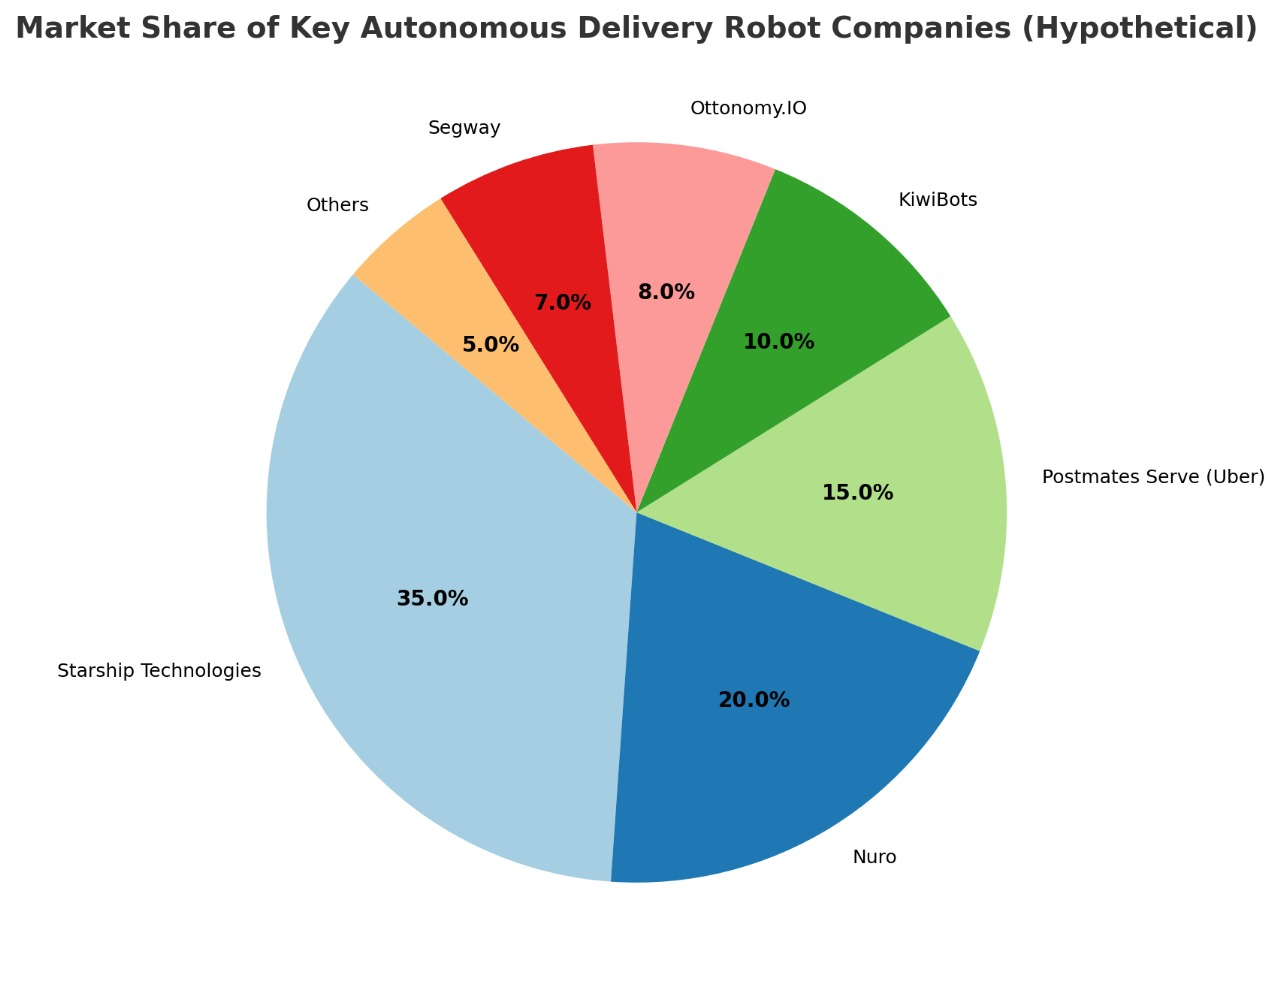 Market Share of Key Autonomous Delivery Robot Companies (Hypothetical)
Ottonomy.IO
Segway
KiwiBots
Others
8.0%
7.0%
10.0%
5.0%
Postmates Serve (Uber)
15.0%
35.0%
Starship Technologies
20.0%
Nuro